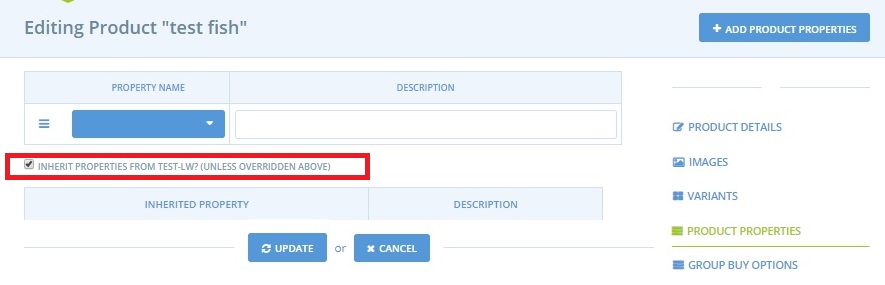 Editing Product "test fish"
+ ADD PRODUCT PROPERTIES
PROPERTY NAME DESCRIPTION
INHERIT PROPERTIES FROM TEST-LW? (UNLESS OVERRIDDEN ABOVE)
INHERITED PROPERTY DESCRIPTION
UPDATE or CANCEL
PRODUCT DETAILS
IMAGES
VARIANTS
PRODUCT PROPERTIES
GROUP BUY OPTIONS